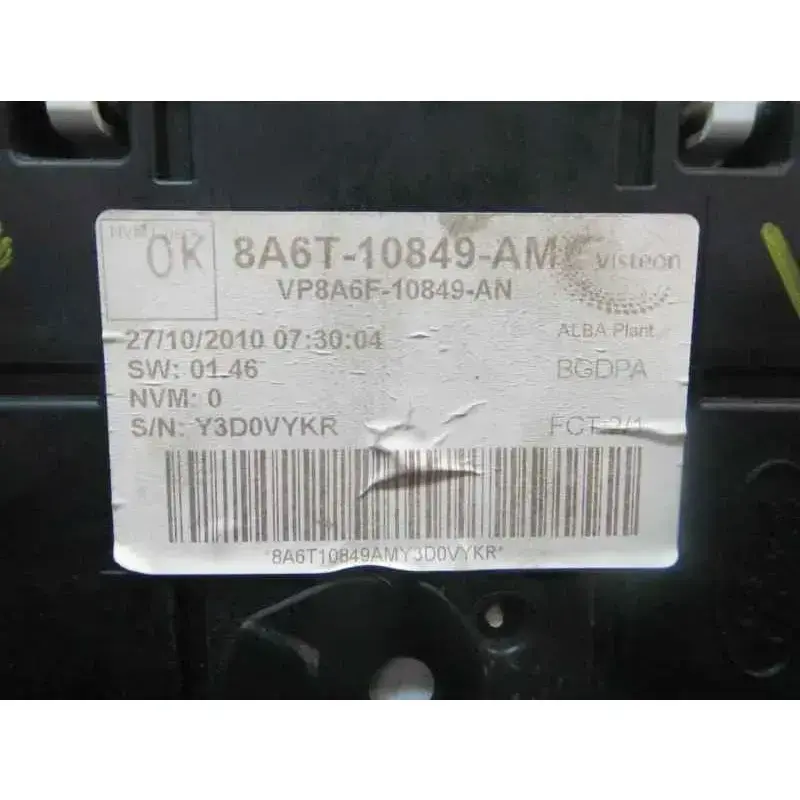 OK
8A6T-10849-AM
Visteon
VP8A6F-10849-AN
27/10/2010 07:30:04
ALBA Plant
SW: 01.46
BGDPA
NVM: 0
S/N: Y3D0VYKR
FCT 2/1
*8A6T10849AMY3D0VYKR*